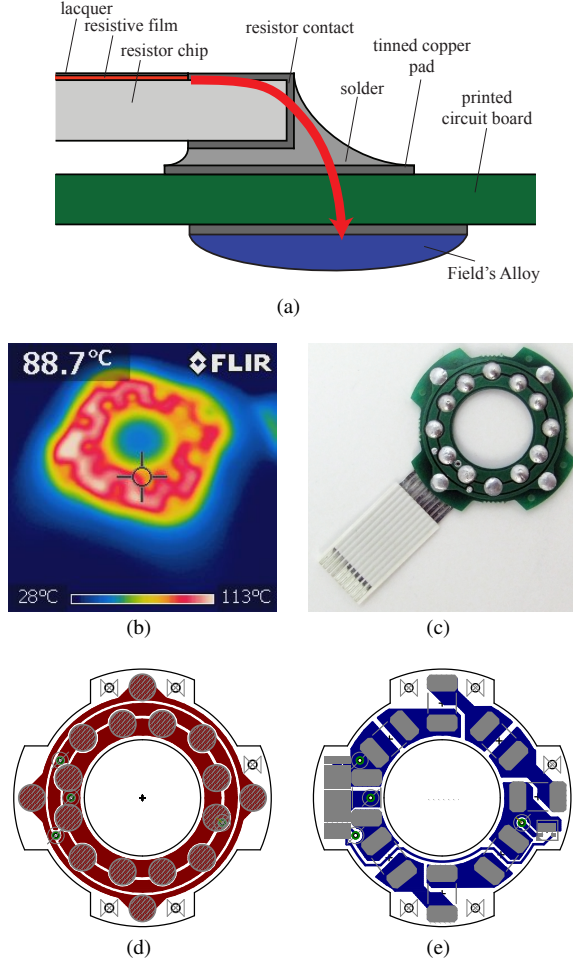 lacquer
resistive film
resistor chip
resistor contact
tinned copper
pad
solder
printed
circuit board
Field's Alloy
(a)
88.7°C
FLIR
28°C
113°C
(b)
(c)
(d)
(e)